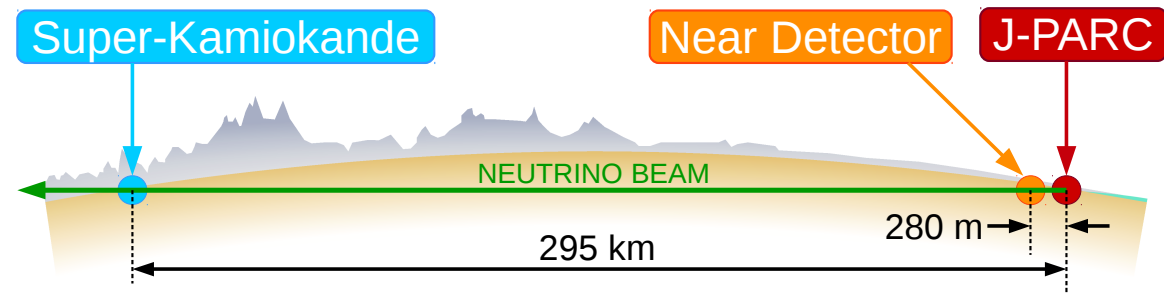 Super-Kamiokande
Near Detector
J-PARC
NEUTRINO BEAM
280 m
295 km